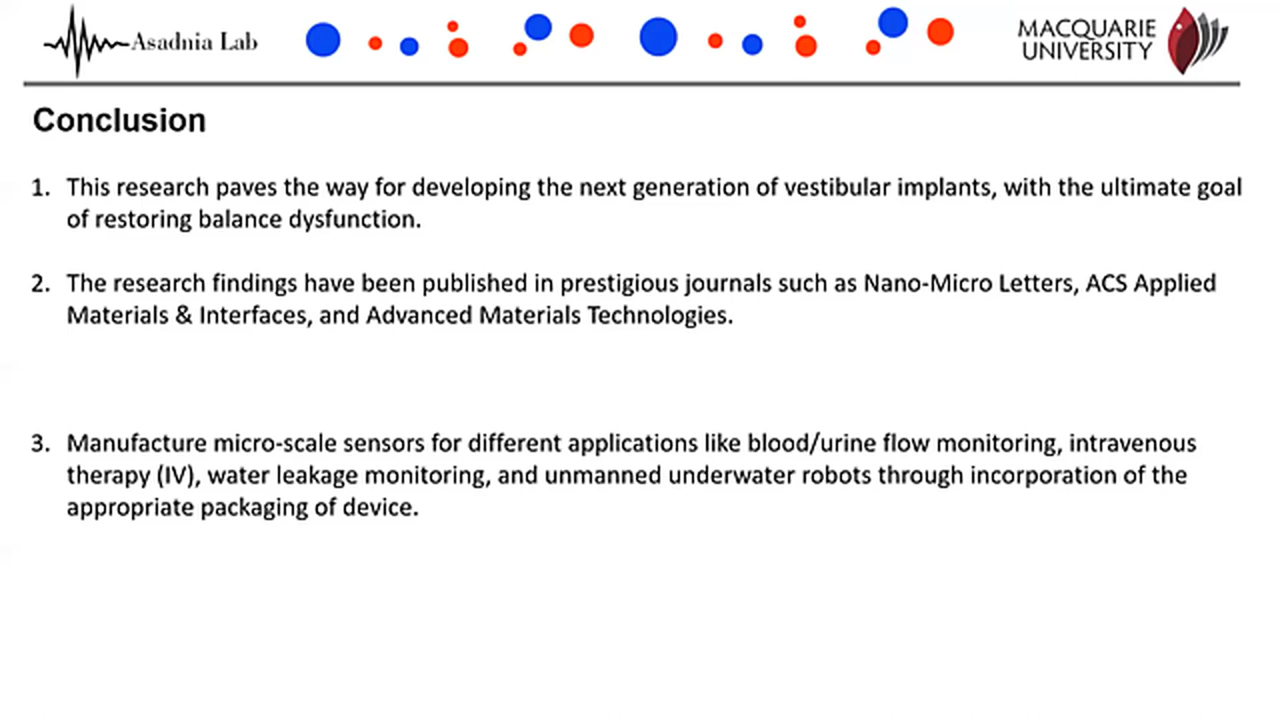 Asadnia Lab
MACQUARIE
UNIVERSITY
Conclusion
1. This research paves the way for developing the next generation of vestibular implants, with the ultimate goal
of restoring balance dysfunction.
2. The research findings have been published in prestigious journals such as Nano-Micro Letters, ACS Applied
Materials & Interfaces, and Advanced Materials Technologies.
3. Manufacture micro-scale sensors for different applications like blood/urine flow monitoring, intravenous
therapy (IV), water leakage monitoring, and unmanned underwater robots through incorporation of the
appropriate packaging of device.